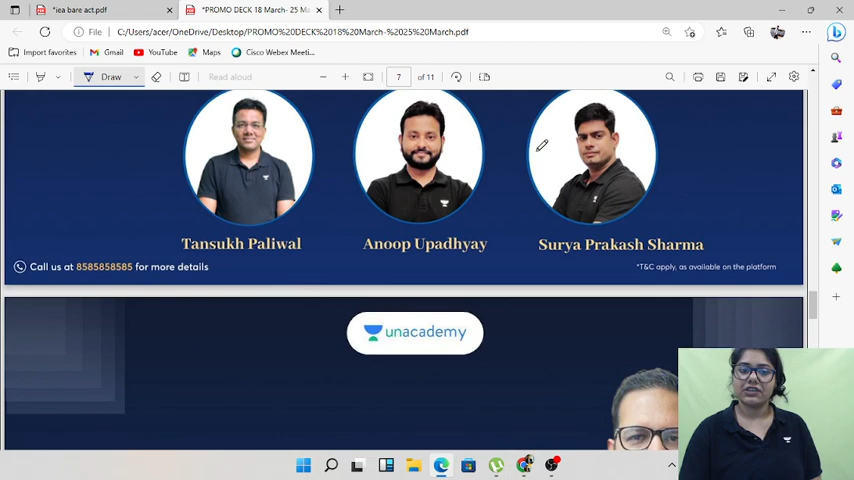 *iea bare act.pdf
*PROMO DECK 18 March- 25 M
File
C:/Users/acer/OneDrive/Desktop/PROMO%20DECK%2018%20March-%2025%20March.pdf
Import favorites
Gmail
YouTube
Maps
Cisco Webex Meeti...
Draw
Read aloud
7 of 11
Tansukh Paliwal
Anoop Upadhyay
Surya Prakash Sharma
Call us at 8585858585 for more details
*T&C apply, as available on the platform
unacademy